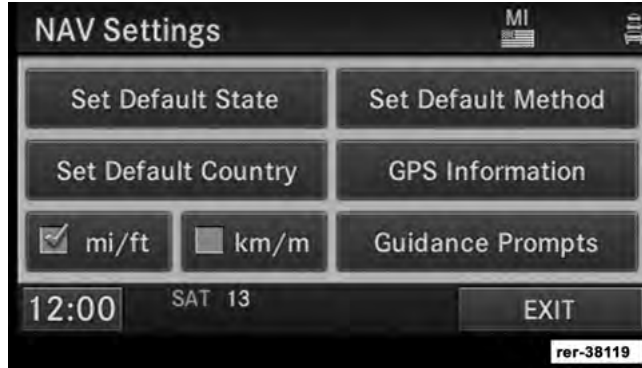 NAV Settings MI
Set Default State Set Default Method
Set Default Country GPS Information
mi/ft km/m Guidance Prompts
12:00 SAT 13 EXIT
rer-38119